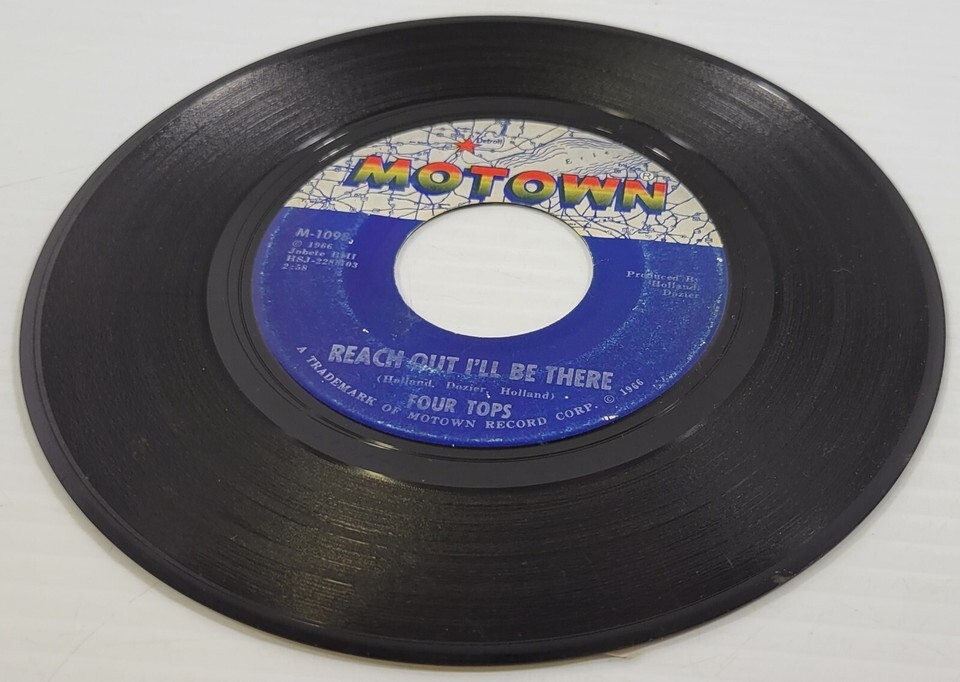 Detroit
MOTOWN
®
M-1098
© 1966
Jobete BMI
2:58
Produced By
Holland,
Dozier
REACH OUT I'LL BE THERE
(Holland, Dozier, Holland)
FOUR TOPS
A TRADEMARK OF MOTOWN RECORD CORP. © 1966